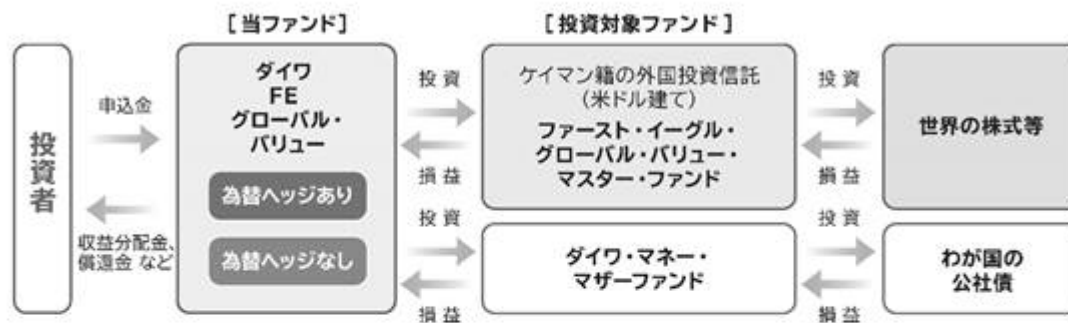 [当ファンド]
[投資対象ファンド]
投資者
申込金
収益分配金、
償還金 など
ダイワ
FE
グローバル・
バリュー
為替ヘッジあり
為替ヘッジなし
投 資
損 益
投 資
損 益
ケイマン籍の外国投資信託
(米ドル建て)
ファースト・イーグル・
グローバル・バリュー・
マスター・ファンド
ダイワ・マネー・
マザーファンド
投 資
損 益
投 資
損 益
世界の株式等
わが国の
公社債